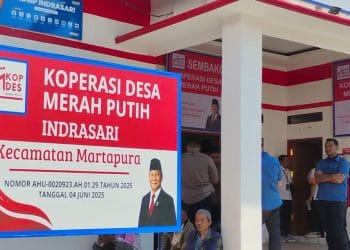 INDRASARI
KOP
DES
KOPERASI DESA
MERAH PUTIH
INDRASARI
Kecamatan Martapura
NOMOR AHU-0020923.AH.01.29.TAHUN 2025
TANGGAL 04 JUNI 2025
SEMBAKO
KOPERASI DESA
MERAH PUTIH